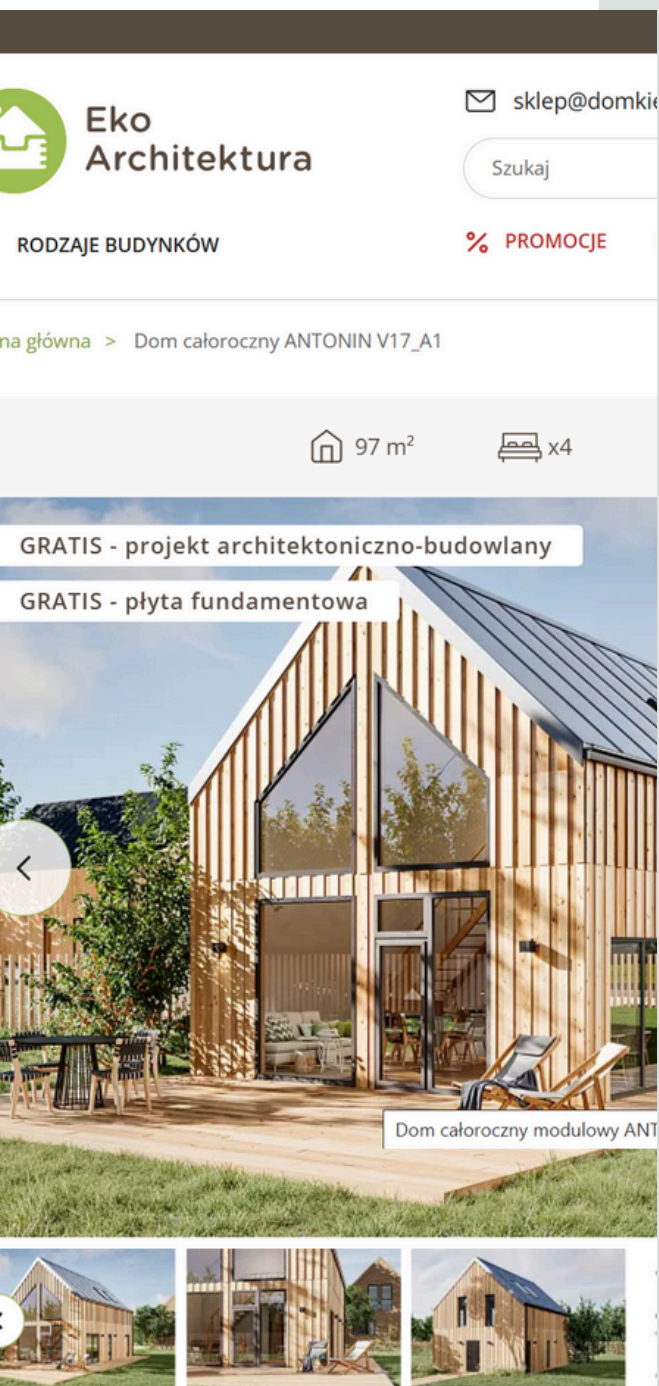 Eko
Architektura
sklep@domkie
Szukaj
RODZAJE BUDYNKÓW
% PROMOCJE
na główna > Dom całoroczny ANTONIN V17_A1
97 m²
x4
GRATIS - projekt architektoniczno-budowlany
GRATIS - płyta fundamentowa
Dom całoroczny modulowy ANT